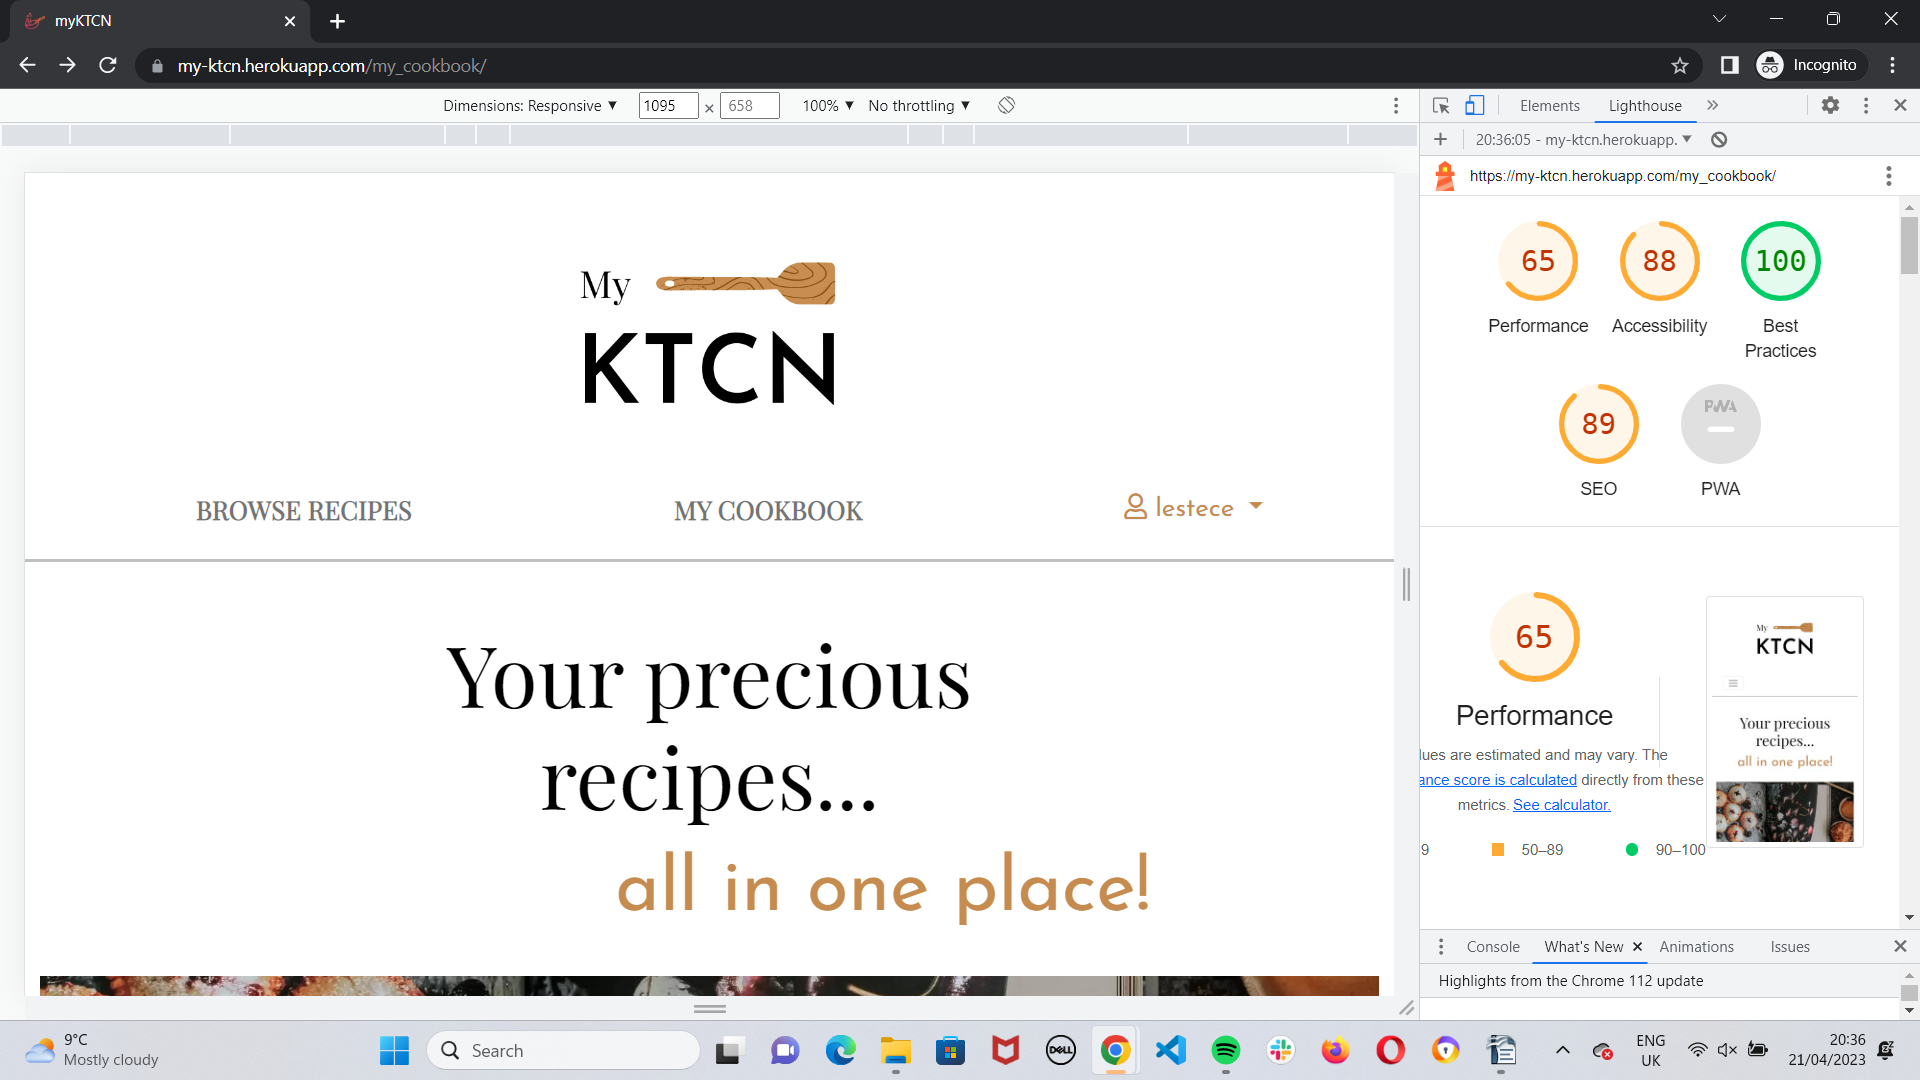 myKTCN
my-ktcn.herokuapp.com/my_cookbook/
Incognito
Dimensions: Responsive ▼ 1095 × 658 100% ▼ No throttling ▼
Elements Lighthouse
20:36:05 - my-ktcn.herokuapp. ▼
https://my-ktcn.herokuapp.com/my_cookbook/
65 88 100
Performance Accessibility Best
Practices
89 PWA
SEO PWA
My
KTCN
BROWSE RECIPES MY COOKBOOK lestece
Your precious
recipes...
all in one place!
65
Performance
lues are estimated and may vary. The
ance score is calculated directly from these
metrics. See calculator.
9 50–89 90–100
My
KTCN
Your precious
recipes...
all in one place!
Console What's New Animations Issues
Highlights from the Chrome 112 update
9°C
Mostly cloudy
Search
DELL
ENG
UK
20:36
21/04/2023